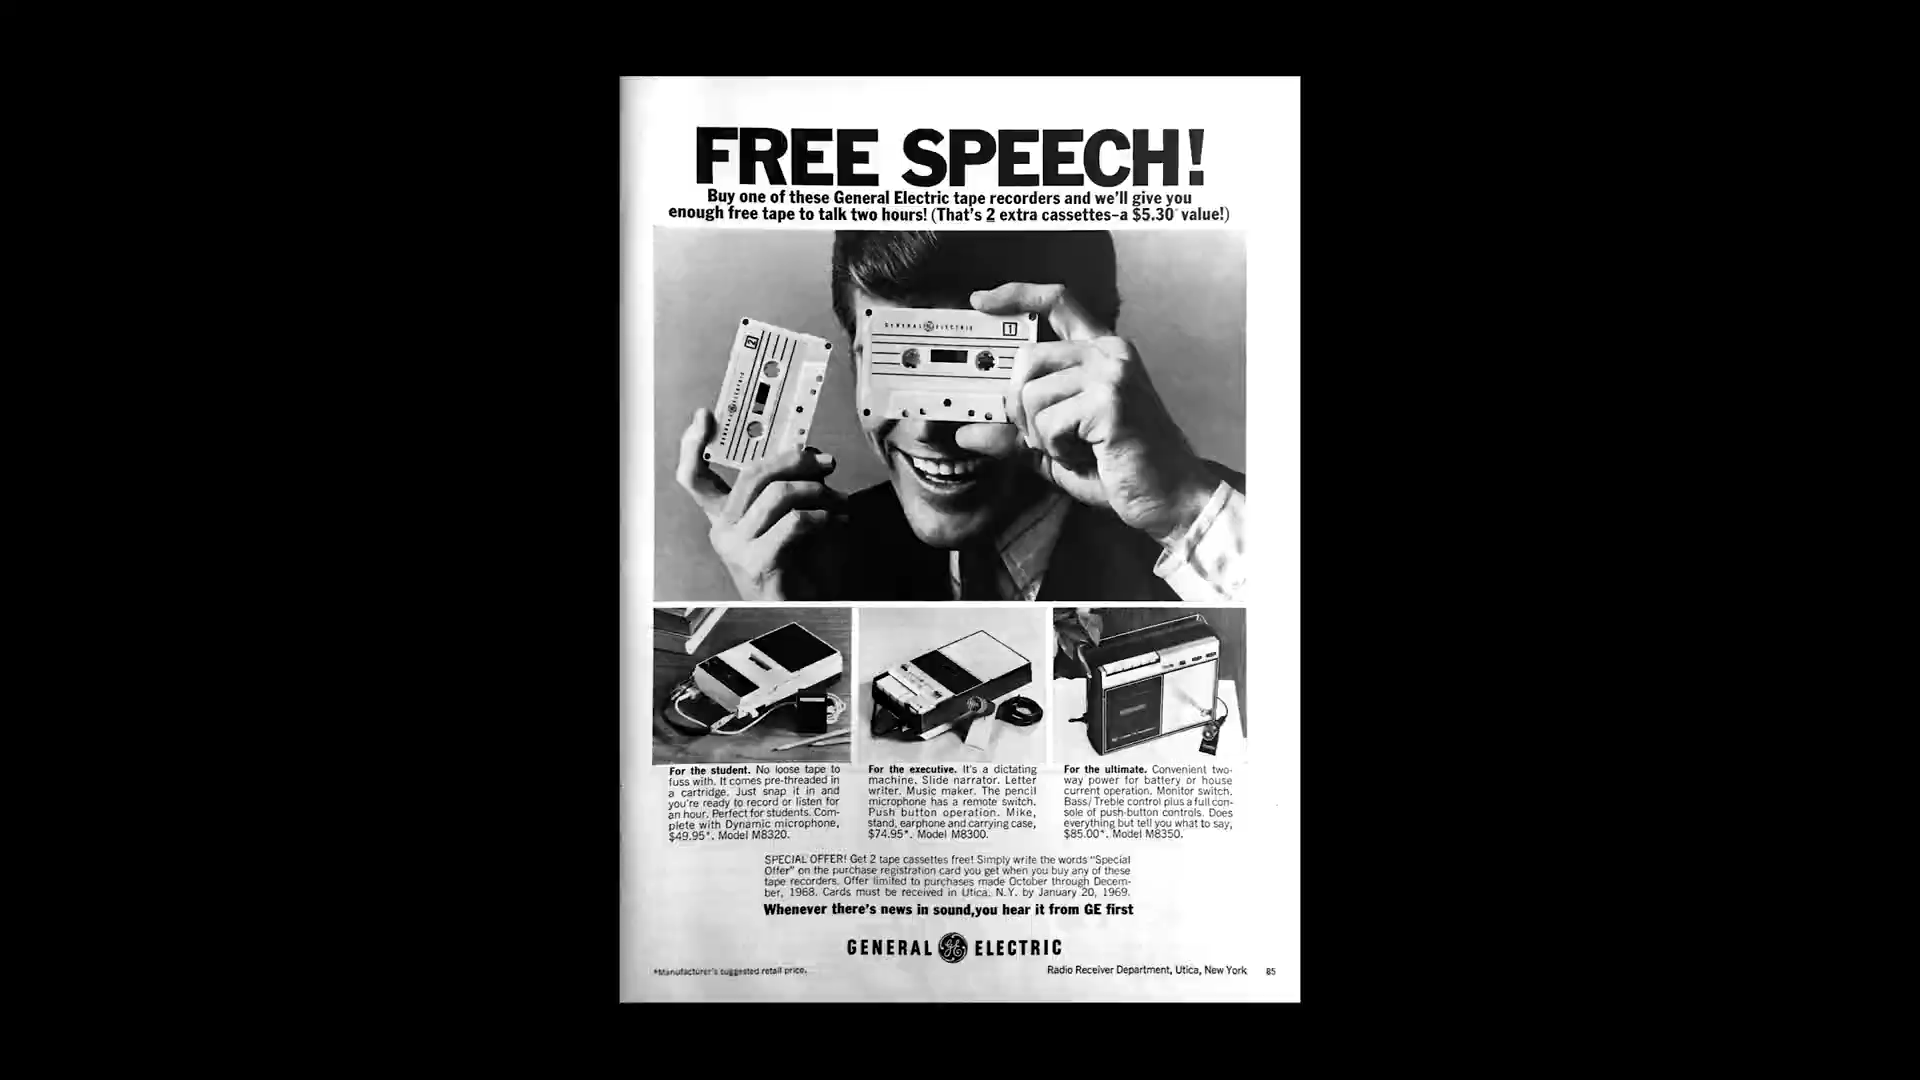 FREE SPEECH!
Buy one of these General Electric tape recorders and we'll give you
enough free tape to talk two hours! (That's 2 extra cassettes-a $5.30* value!)
GENERAL GE ELECTRIC
1
2
GENERAL GE ELECTRIC
For the student. No loose tape to
fuss with. It comes pre-threaded in
a cartridge. Just snap it in and
you're ready to record or listen for
an hour. Perfect for students. Com-
plete with Dynamic microphone,
$49.95*. Model M8320.
For the executive. It's a dictating
machine. Slide narrator. Letter
writer. Music maker. The pencil
microphone has a remote switch.
Push button operation. Mike,
stand, earphone and carrying case,
$74.95*. Model M8300.
For the ultimate. Convenient two-
way power for battery or house
current operation. Monitor switch.
Bass/Treble control plus a full con-
sole of push-button controls. Does
everything but tell you what to say,
$85.00*. Model M8350.
SPECIAL OFFER! Get 2 tape cassettes free! Simply write the words "Special
Offer" on the purchase registration card you get when you buy any of these
tape recorders. Offer limited to purchases made October through Decem-
ber, 1968. Cards must be received in Utica, N.Y. by January 20, 1969.
Whenever there's news in sound,you hear it from GE first
GENERAL GE ELECTRIC
*Manufacturer's suggested retail price.
Radio Receiver Department, Utica, New York
85